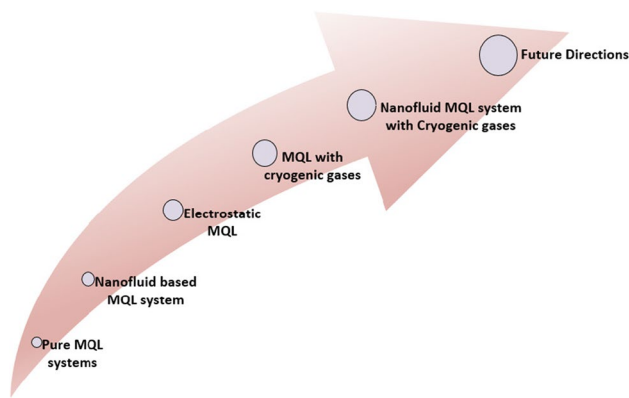 Future Directions
Nanofluid MQL system
with Cryogenic gases
MQL with
cryogenic gases
Electrostatic
MQL
Nanofluid based
MQL system
Pure MQL
systems